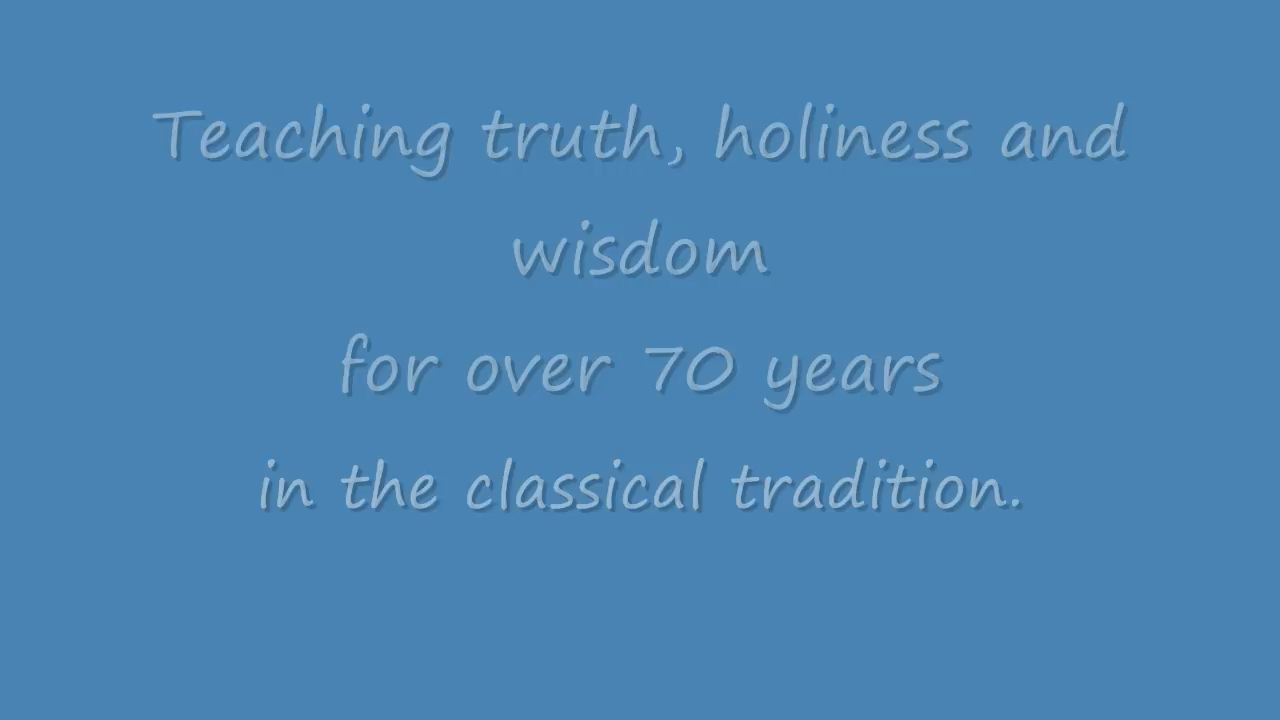 Teaching truth, holiness and
wisdom
for over 70 years
in the classical tradition.